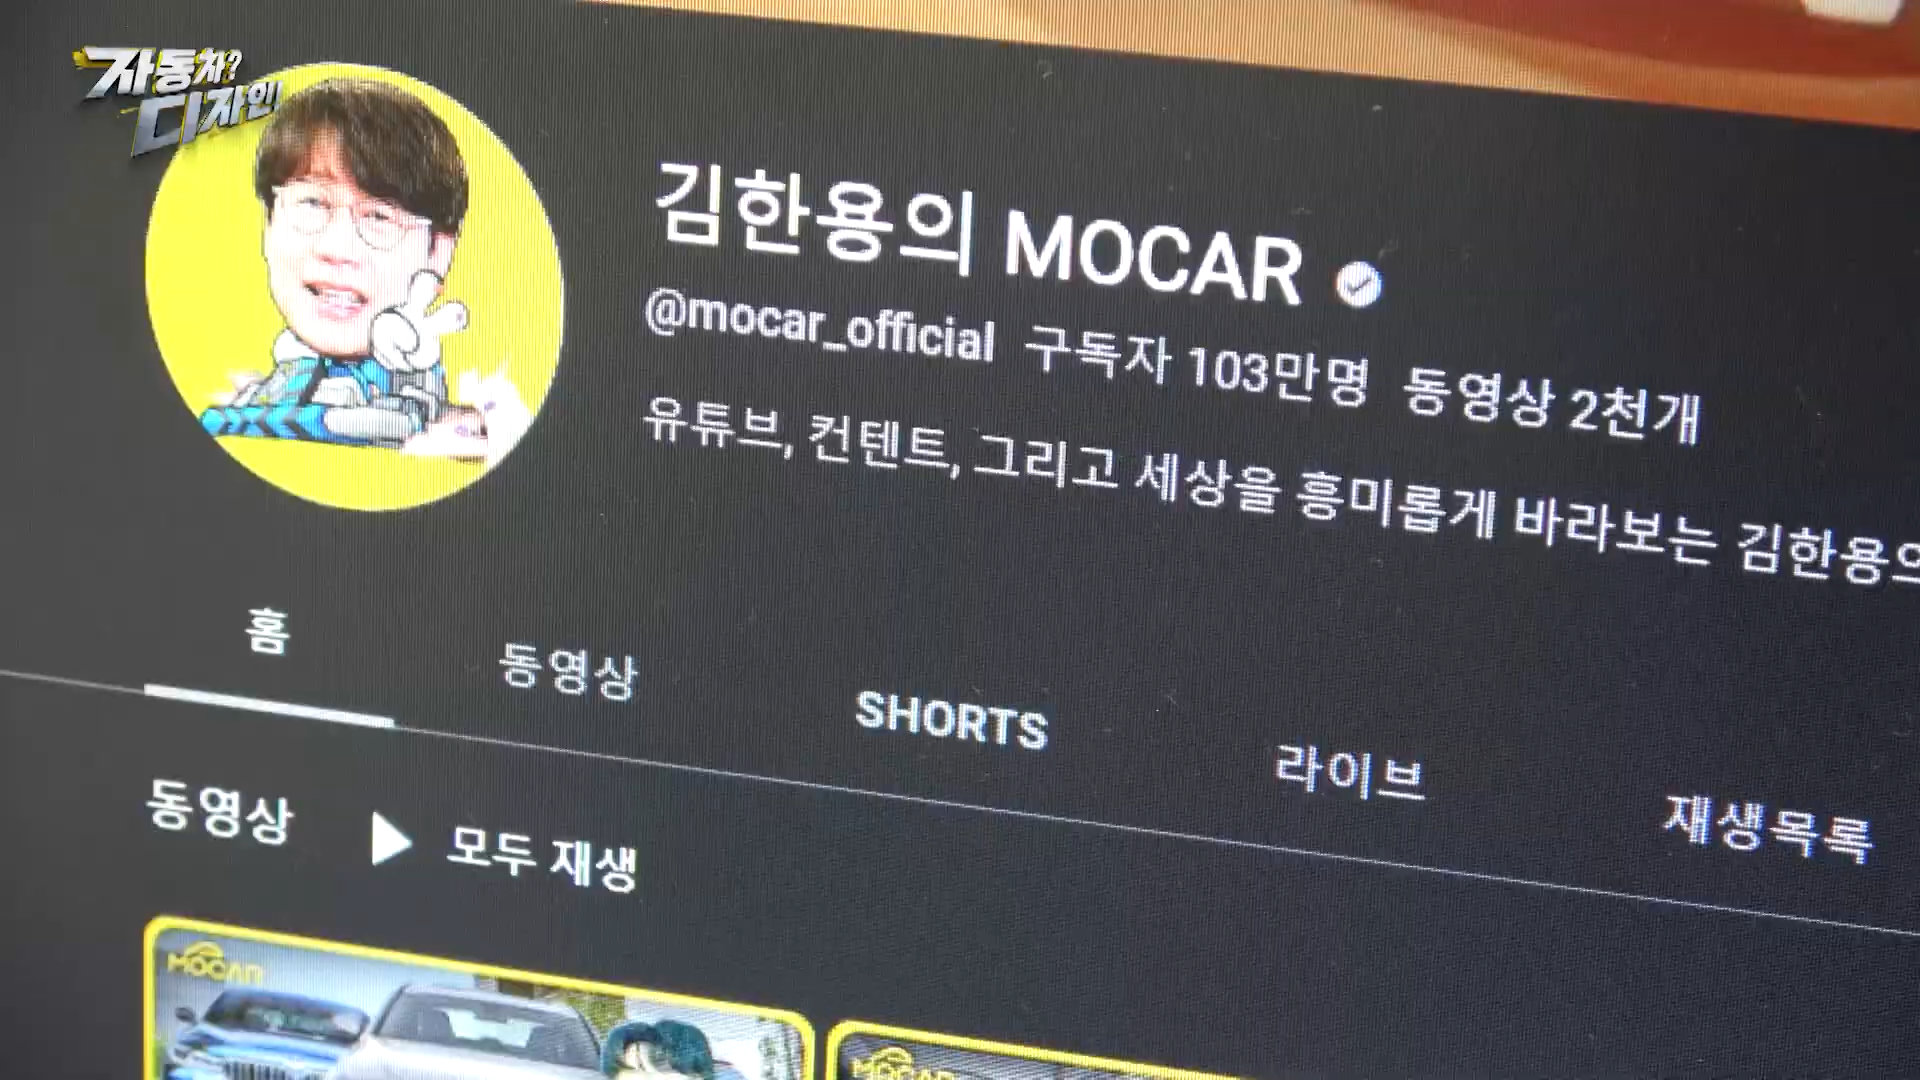 자동차?
디자인!
김한용의 MOCAR
@mocar_official 구독자 103만명 동영상 2천개
유튜브, 컨텐트, 그리고 세상을 흥미롭게 바라보는 김한용의
홈 동영상 SHORTS 라이브 재생목록
동영상 모두 재생
MOCAR
MOCAR